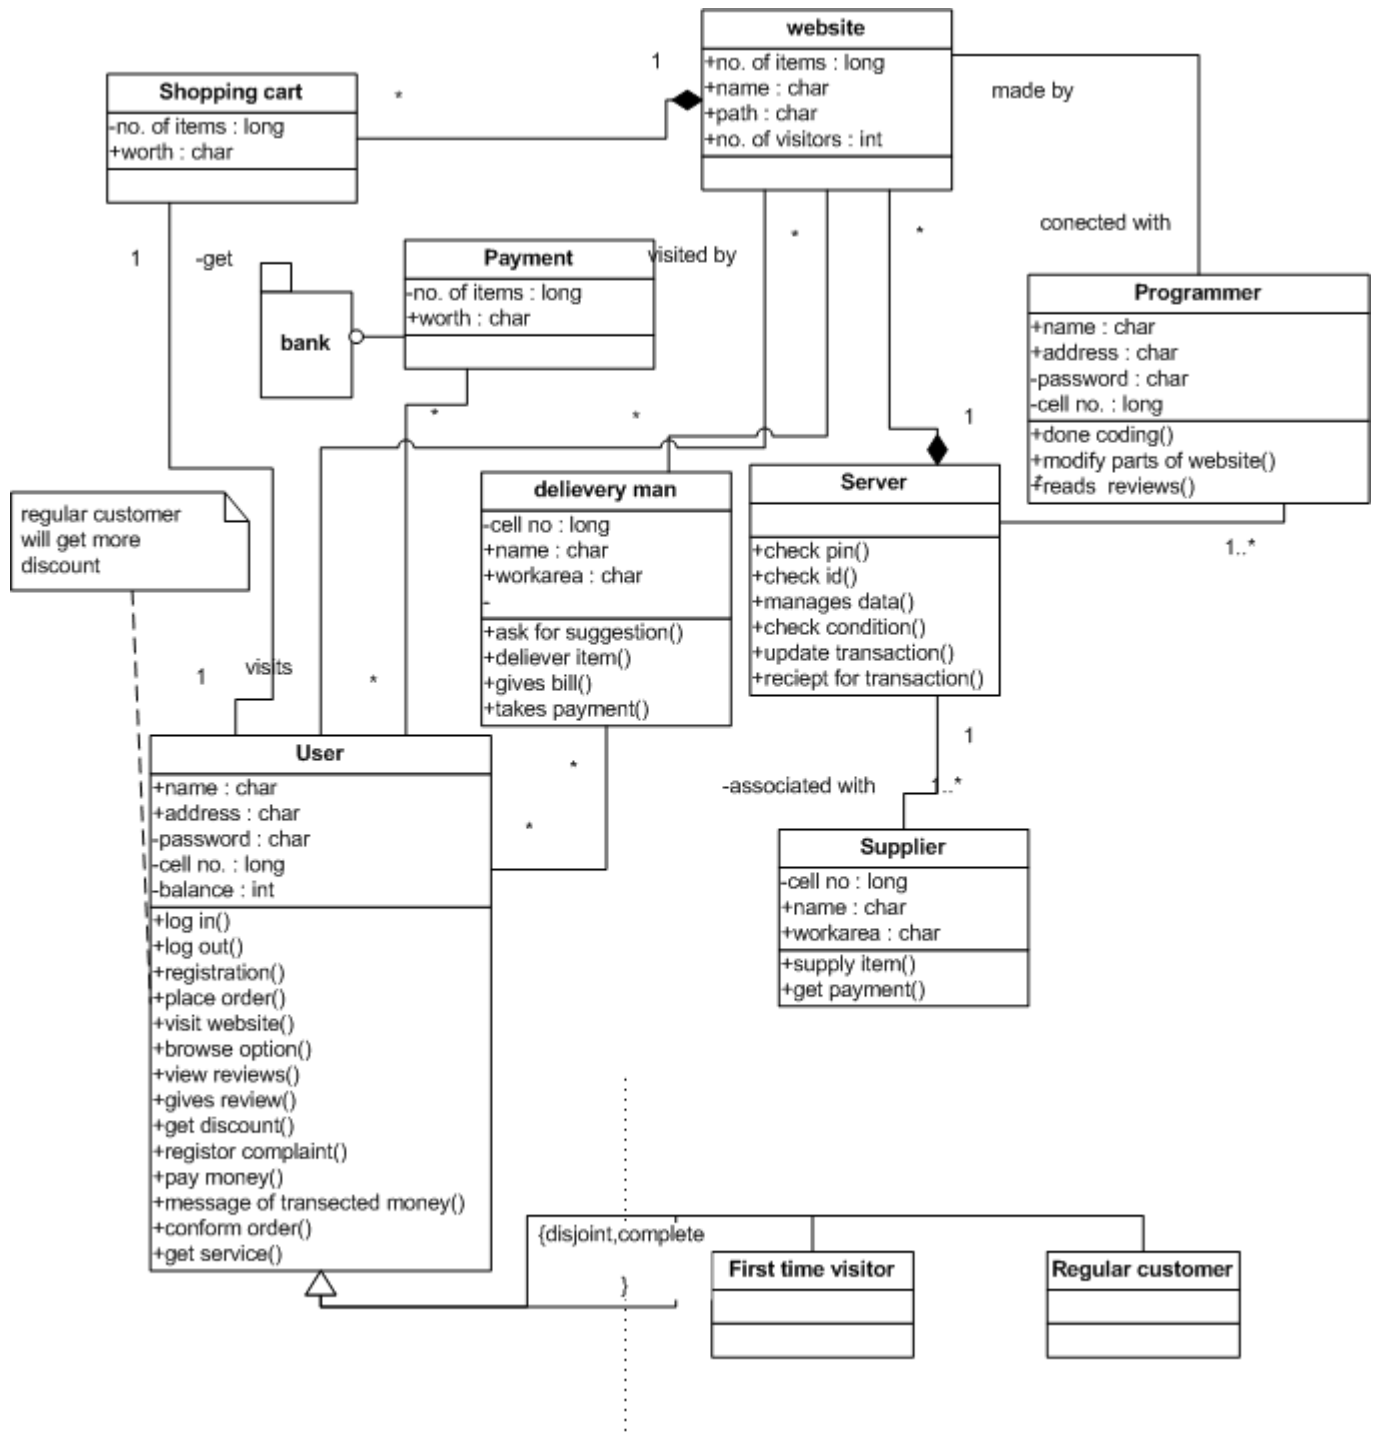 website
+no. of items : long
+name : char
+path : char
+no. of visitors : int
1
made by
Shopping cart
-no. of items : long
+worth : char
*
1
-get
Payment
-no. of items : long
+worth : char
bank
visited by
*
*
conected with
Programmer
+name : char
+address : char
-password : char
-cell no. : long
+done coding()
+modify parts of website()
+reads  reviews()
*
1..*
*
*
1
regular customer
will get more
discount
delievery man
-cell no : long
+name : char
+workarea : char
-
+ask for suggestion()
+deliever item()
+gives bill()
+takes payment()
Server
+check pin()
+check id()
+manages data()
+check condition()
+update transaction()
+reciept for transaction()
1
visits
*
*
*
1
-associated with
1..*
User
+name : char
+address : char
-password : char
-cell no. : long
-balance : int
+log in()
+log out()
+registration()
+place order()
+visit website()
+browse option()
+view reviews()
+gives review()
+get discount()
+registor complaint()
+pay money()
+message of transected money()
+conform order()
+get service()
Supplier
-cell no : long
+name : char
+workarea : char
+supply item()
+get payment()
{disjoint,complete
}
First time visitor
Regular customer